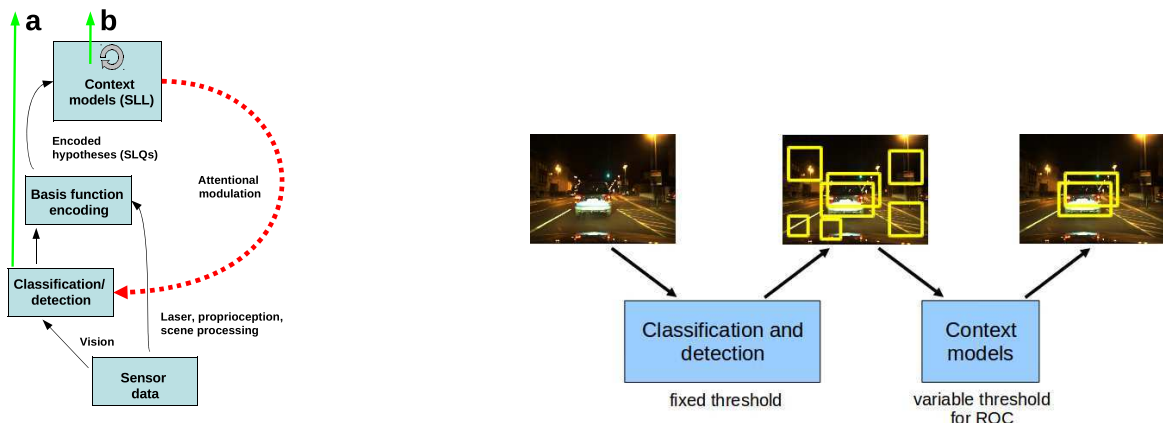 a
b
Context
models (SLL)
Encoded
hypotheses (SLQs)
Attentional
modulation
Basis function
encoding
Classification/
detection
Laser, proprioception,
scene processing
Vision
Sensor
data
Classification and
detection
fixed threshold
Context
models
variable threshold
for ROC